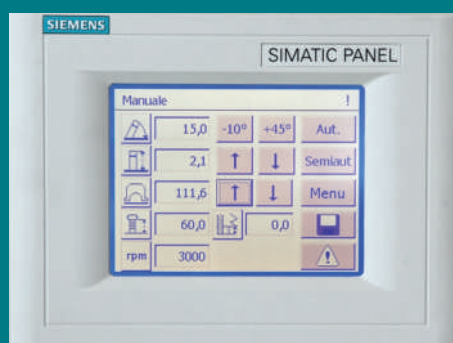 SIEMENS
SIMATIC PANEL
Manuale !
15,0 -10° +45° Aut.
2,1 ↑ ↓ Semiaut
111,6 ↑ ↓ Menu
60,0 0,0
rpm 3000